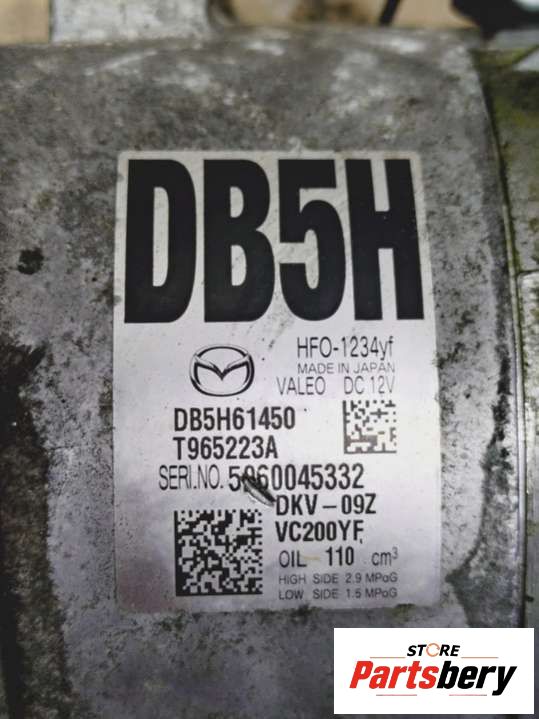 DB5H
HFO-1234yf
MADE IN JAPAN
VALEO DC 12V
DB5H61450
T965223A
SERI.NO. 5060045332
DKV-09Z
VC200YF
OIL 110 cm³
HIGH SIDE 2.9 MPaG
LOW SIDE 1.5 MPaG
STORE
Partsbery